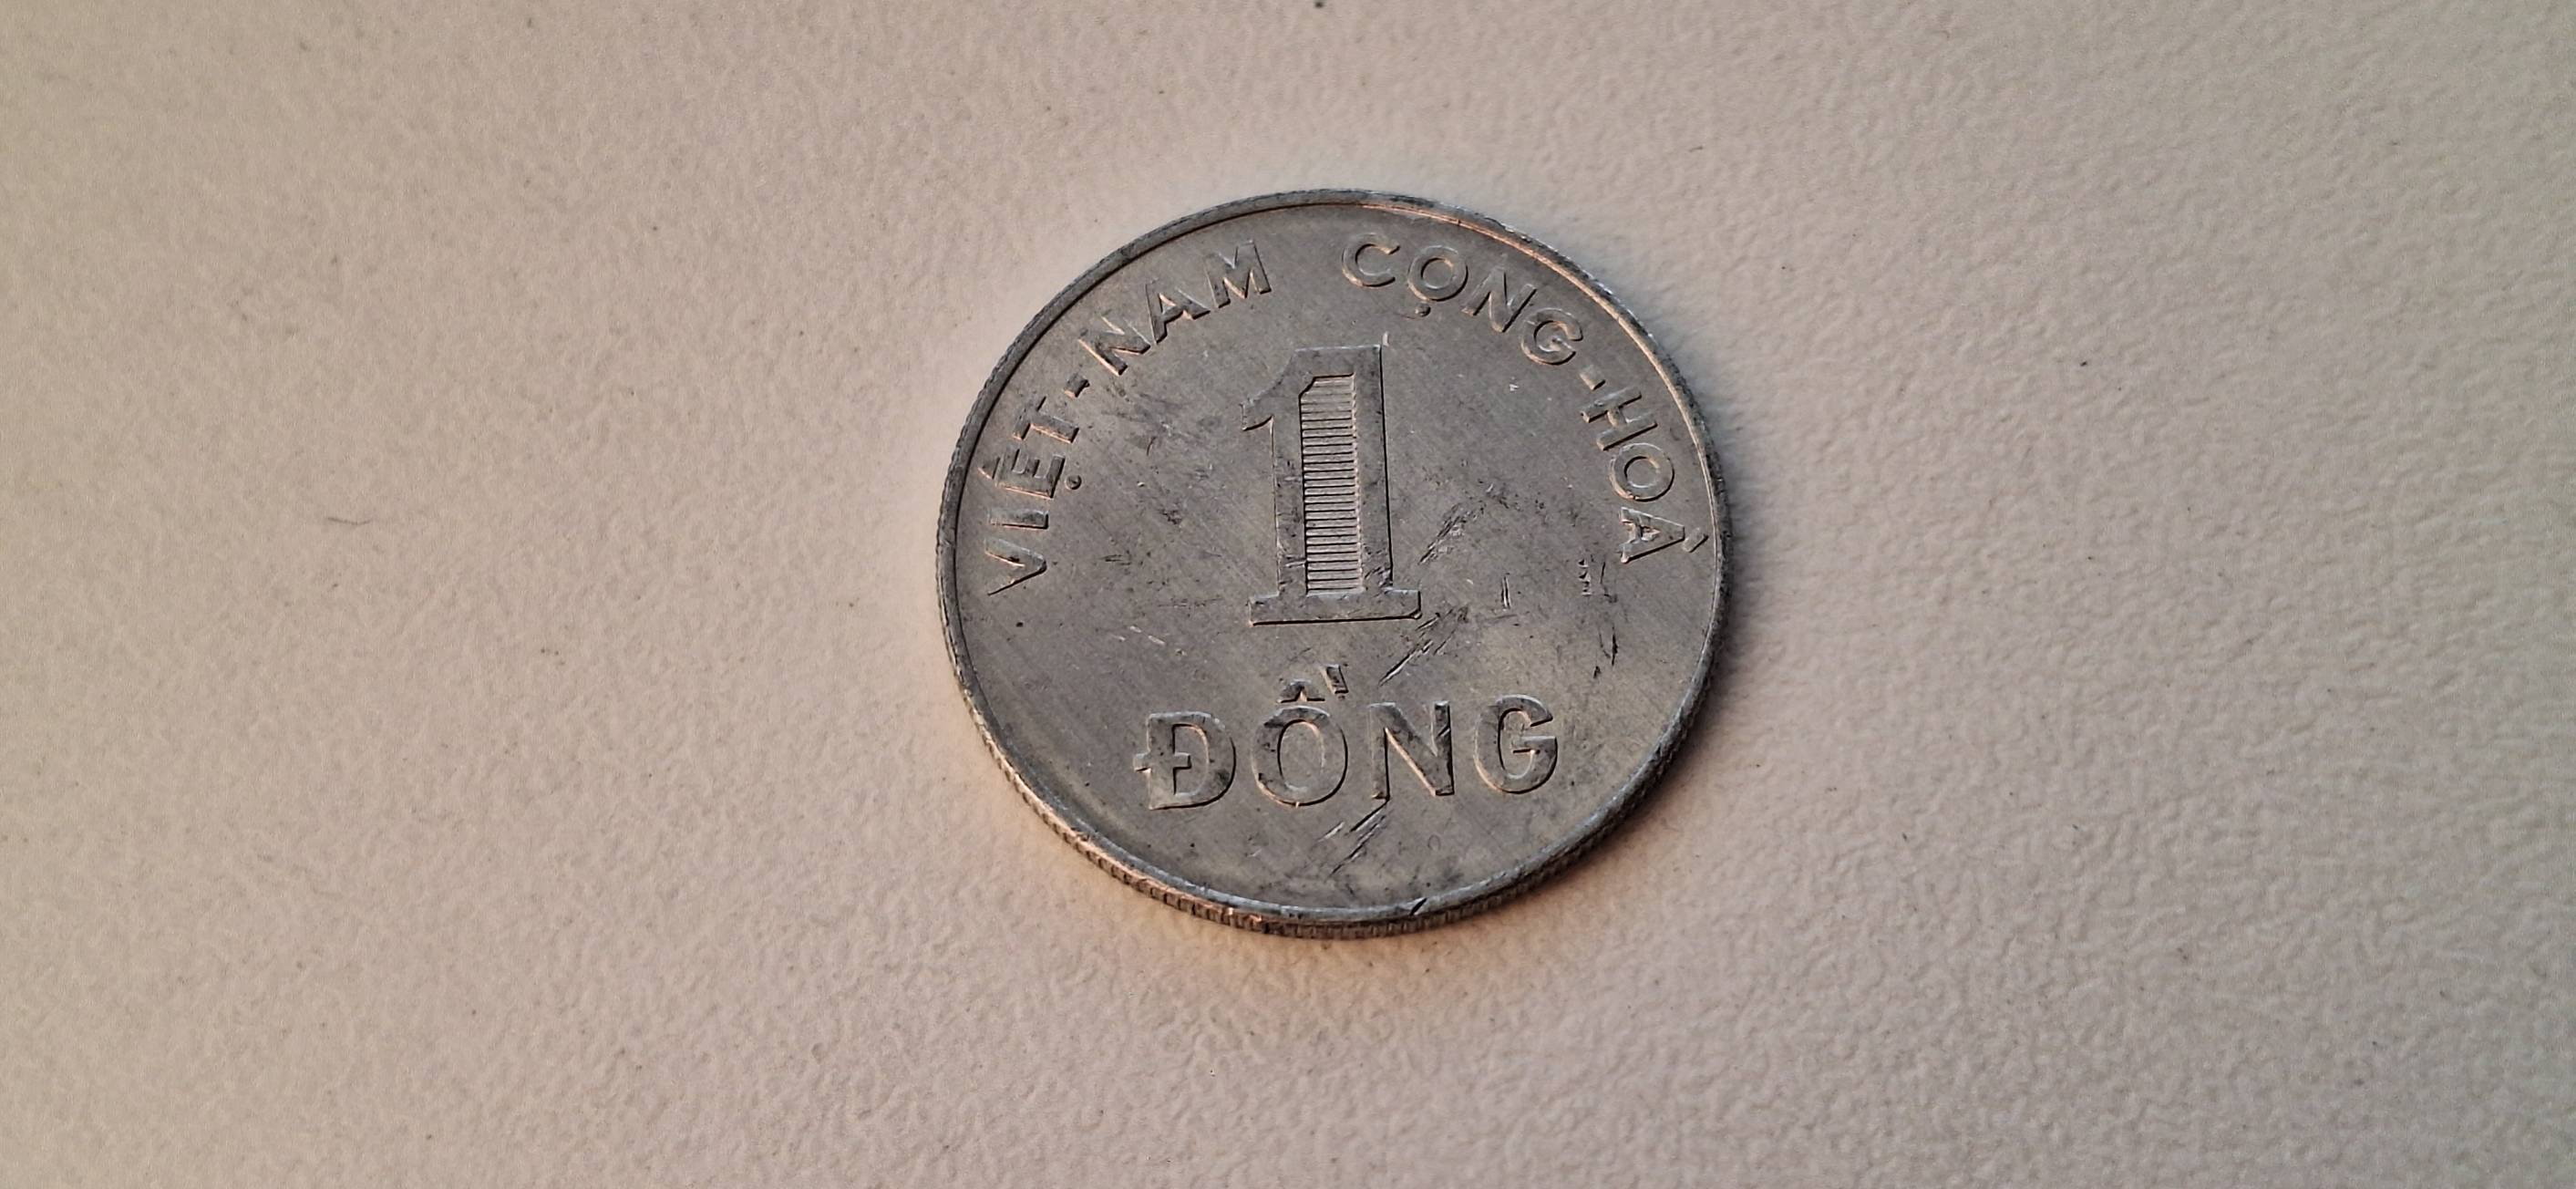 VIỆT-NAM CỘNG-HOÀ
1
ĐỒNG